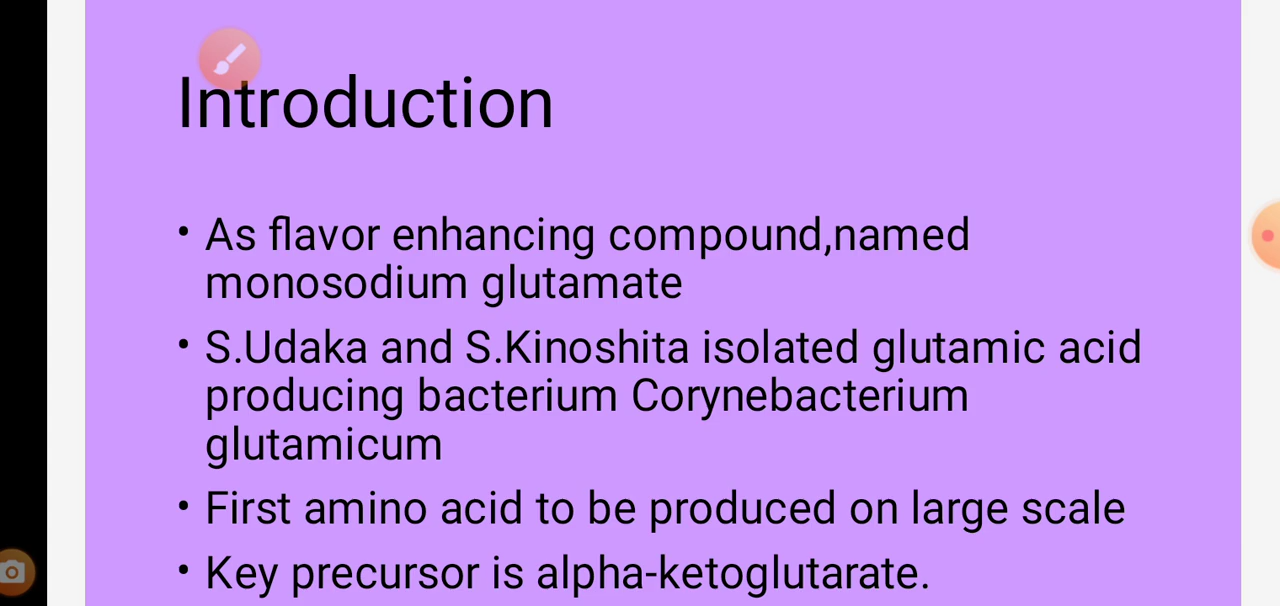 Introduction
• As flavor enhancing compound,named
monosodium glutamate
• S.Udaka and S.Kinoshita isolated glutamic acid
producing bacterium Corynebacterium
glutamicum
• First amino acid to be produced on large scale
• Key precursor is alpha-ketoglutarate.